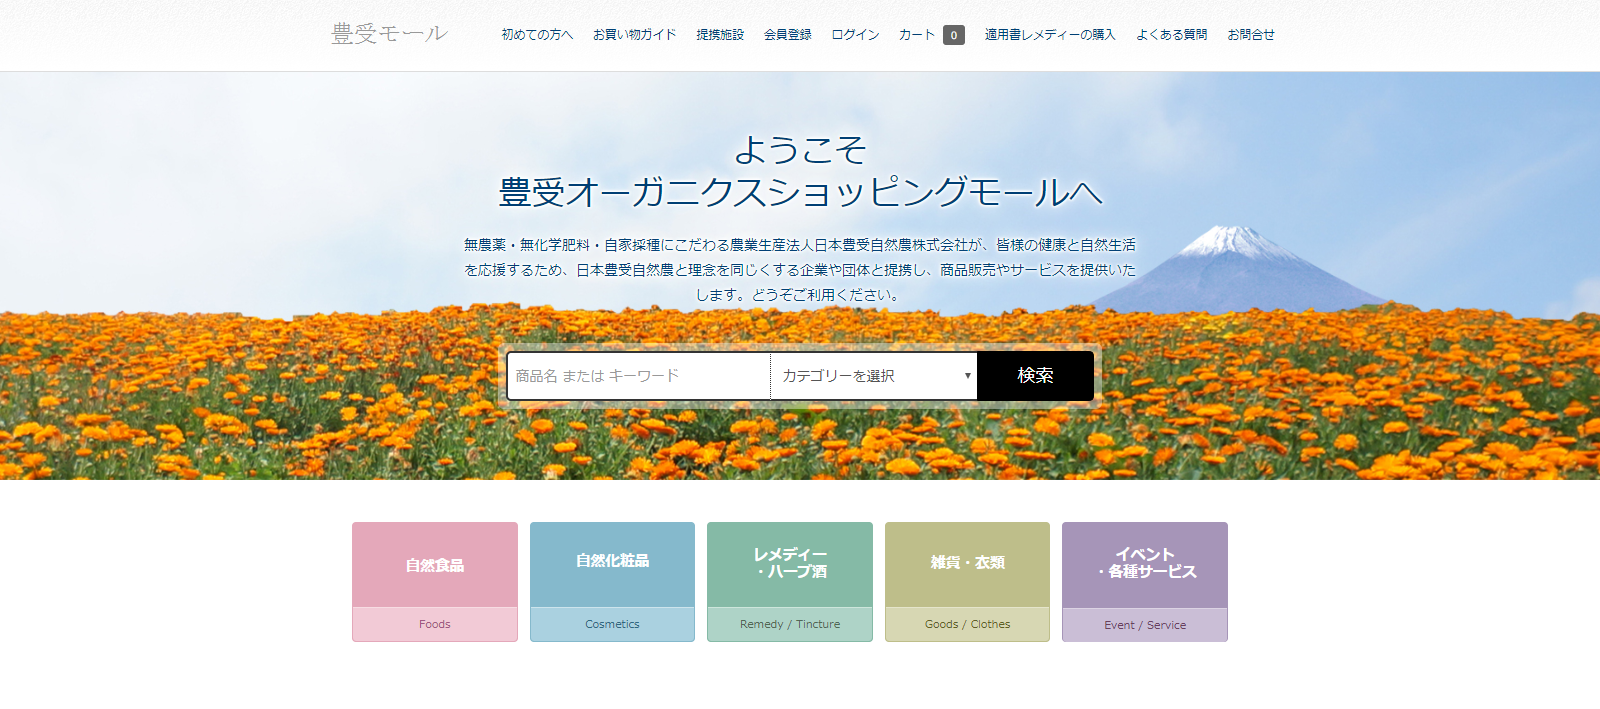 豊受モール
初めての方へ お買い物ガイド 提携施設 会員登録 ログイン カート 0 適用書レメディーの購入 よくある質問 お問合せ
ようこそ
豊受オーガニクスショッピングモールへ
無農薬・無化学肥料・自家採種にこだわる農業生産法人日本豊受自然農株式会社が、皆様の健康と自然生活
を応援するため、日本豊受自然農と理念を同じくする企業や団体と提携し、商品販売やサービスを提供いた
します。どうぞご利用ください。
商品名 または キーワード カテゴリーを選択 検索
自然食品
Foods
自然化粧品
Cosmetics
レメディー
・ハーブ酒
Remedy / Tincture
雑貨・衣類
Goods / Clothes
イベント
・各種サービス
Event / Service